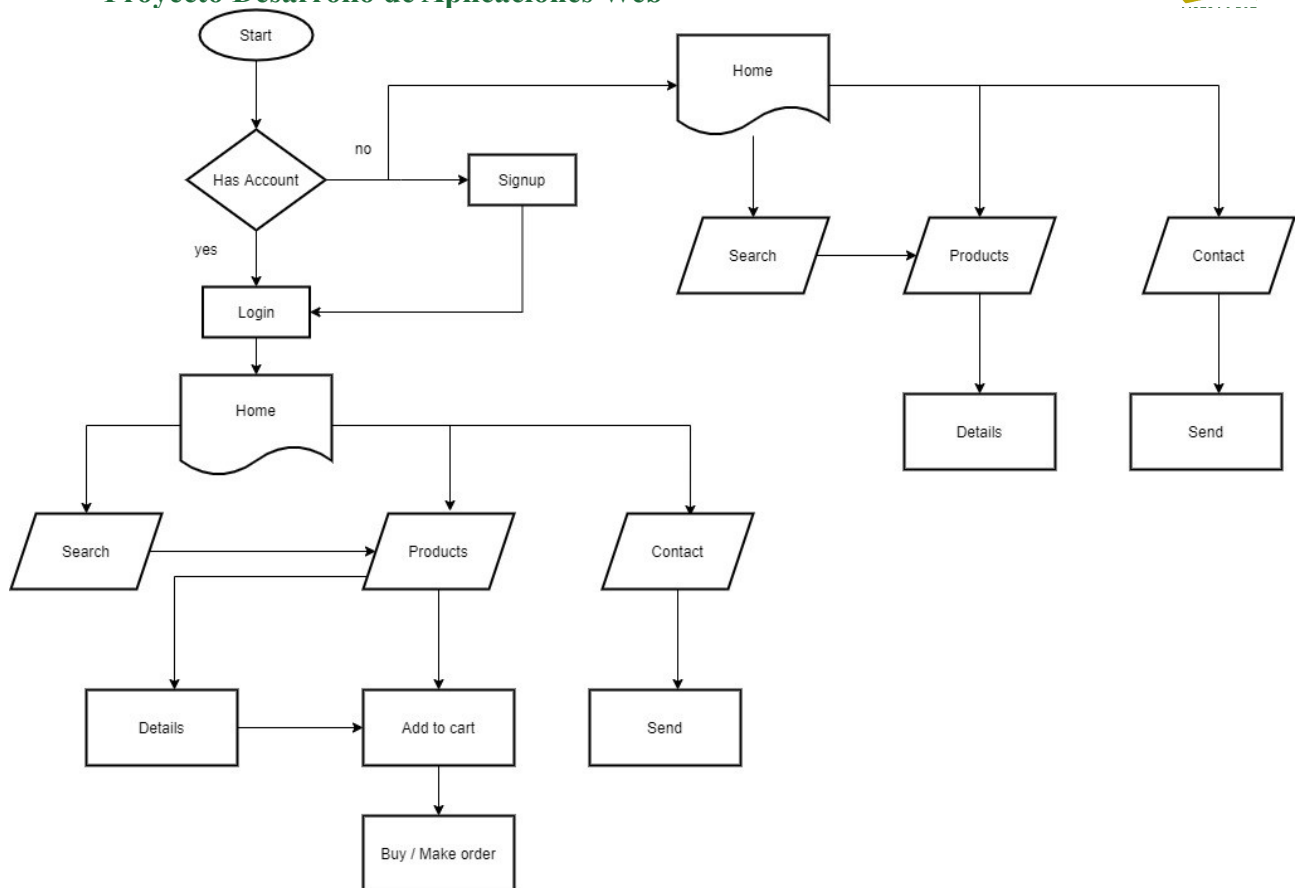 Proyecto Desarrollo de Aplicaciones Web
Start
Home
no
Has Account
Signup
yes
Search
Products
Contact
Login
Home
Details
Send
Search
Products
Contact
Details
Add to cart
Send
Buy / Make order